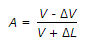 A = V - ΔV / V + ΔL